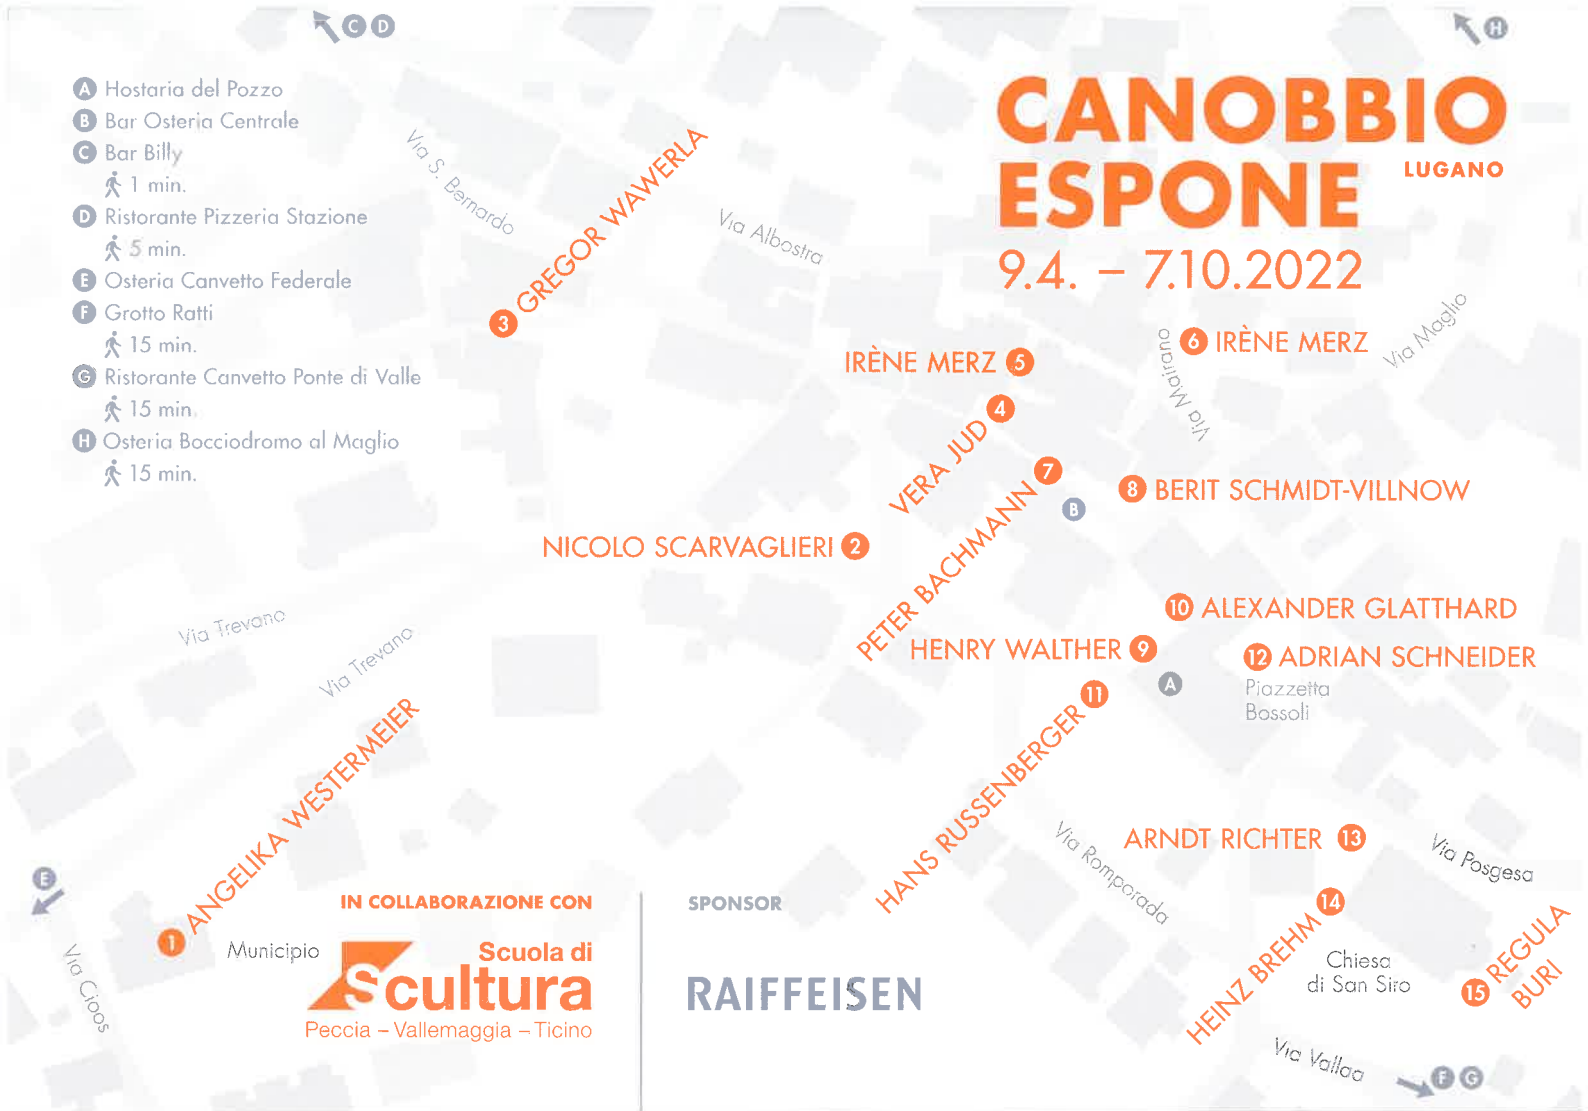 C D
H
A Hostaria del Pozzo
B Bar Osteria Centrale
C Bar Billy
1 min.
D Ristorante Pizzeria Stazione
5 min.
E Osteria Canvetto Federale
F Grotto Ratti
15 min.
G Ristorante Canvetto Ponte di Valle
15 min.
H Osteria Bocciodromo al Maglio
15 min.
CANOBBIO
ESPONE
LUGANO
9.4. – 7.10.2022
Via S. Bernardo
3 GREGOR WAWERLA
Via Albostra
Via Mairano
6 IRÈNE MERZ
Via Maglio
IRÈNE MERZ 5
VERA JUD 4
PETER BACHMANN 7
B
8 BERIT SCHMIDT-VILLNOW
NICOLO SCARVAGLIERI 2
Via Trevano
Via Trevano
10 ALEXANDER GLATTHARD
HENRY WALTHER 9
12 ADRIAN SCHNEIDER
A
Piazzetta
Bossoli
HANS RUSSENBERGER 11
1 ANGELIKA WESTERMEIER
Via Romporada
ARNDT RICHTER 13
Via Posgesa
E
Via Cioos
Municipio
HEINZ BREHM 14
Chiesa
di San Siro
15 REGULA
BURI
Via Vallaa
F G
IN COLLABORAZIONE CON
Scuola di
Scultura
Peccia – Vallemaggia – Ticino
SPONSOR
RAIFFEISEN